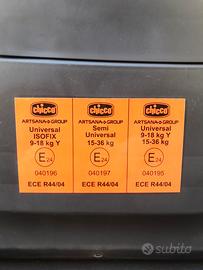 chicco
ARTSANA GROUP
Universal
ISOFIX
9-18 kg Y
E 24
040196
ECE R44/04
chicco
ARTSANA GROUP
Semi
Universal
15-36 kg
E 24
040197
ECE R44/04
chicco
ARTSANA GROUP
Universal
9-18 kg Y
15-36 kg
E 24
040195
ECE R44/04
subito